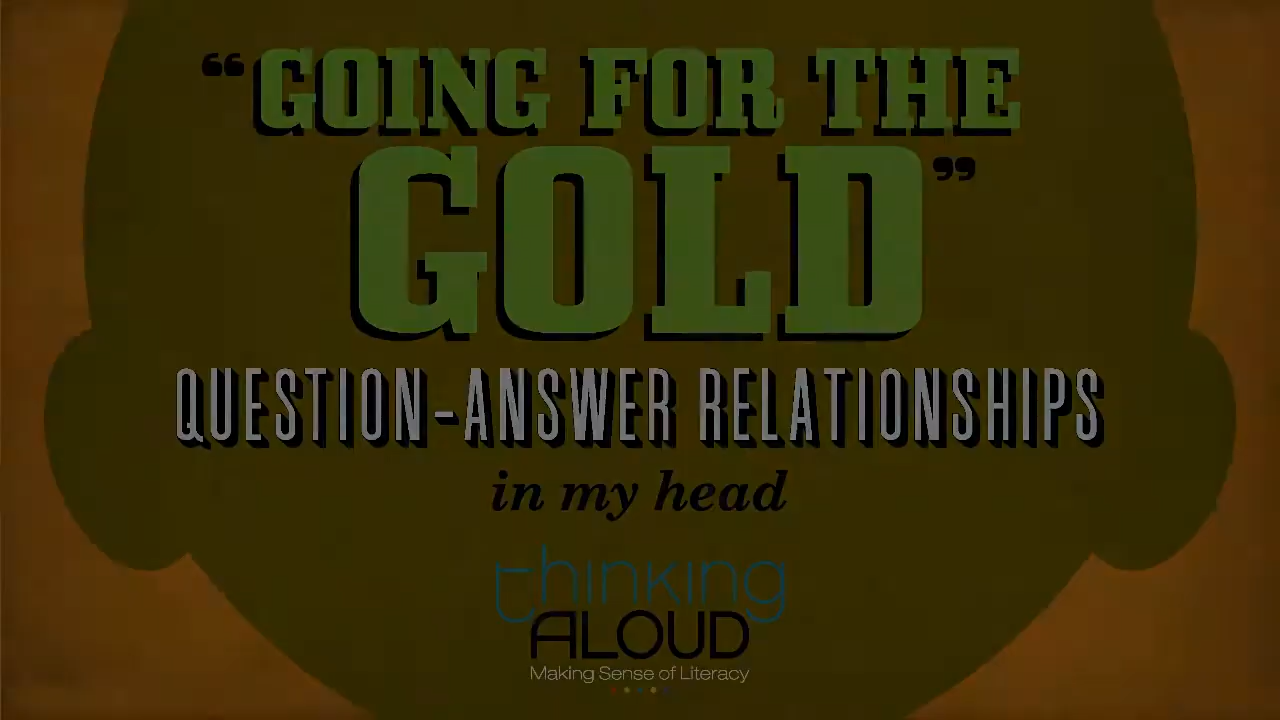 “GOING FOR THE
GOLD”
QUESTION-ANSWER RELATIONSHIPS
in my head
thinking
ALOUD
Making Sense of Literacy